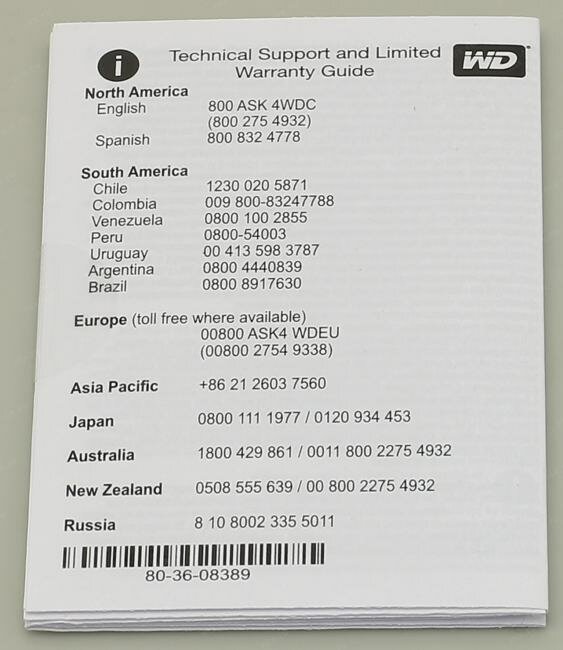 i
Technical Support and Limited
Warranty Guide
WD
North America
English 800 ASK 4WDC
(800 275 4932)
Spanish 800 832 4778
South America
Chile 1230 020 5871
Colombia 009 800-83247788
Venezuela 0800 100 2855
Peru 0800-54003
Uruguay 00 413 598 3787
Argentina 0800 4440839
Brazil 0800 8917630
Europe (toll free where available)
00800 ASK4 WDEU
(00800 2754 9338)
Asia Pacific +86 21 2603 7560
Japan 0800 111 1977 / 0120 934 453
Australia 1800 429 861 / 0011 800 2275 4932
New Zealand 0508 555 639 / 00 800 2275 4932
Russia 8 10 8002 335 5011
80-36-08389